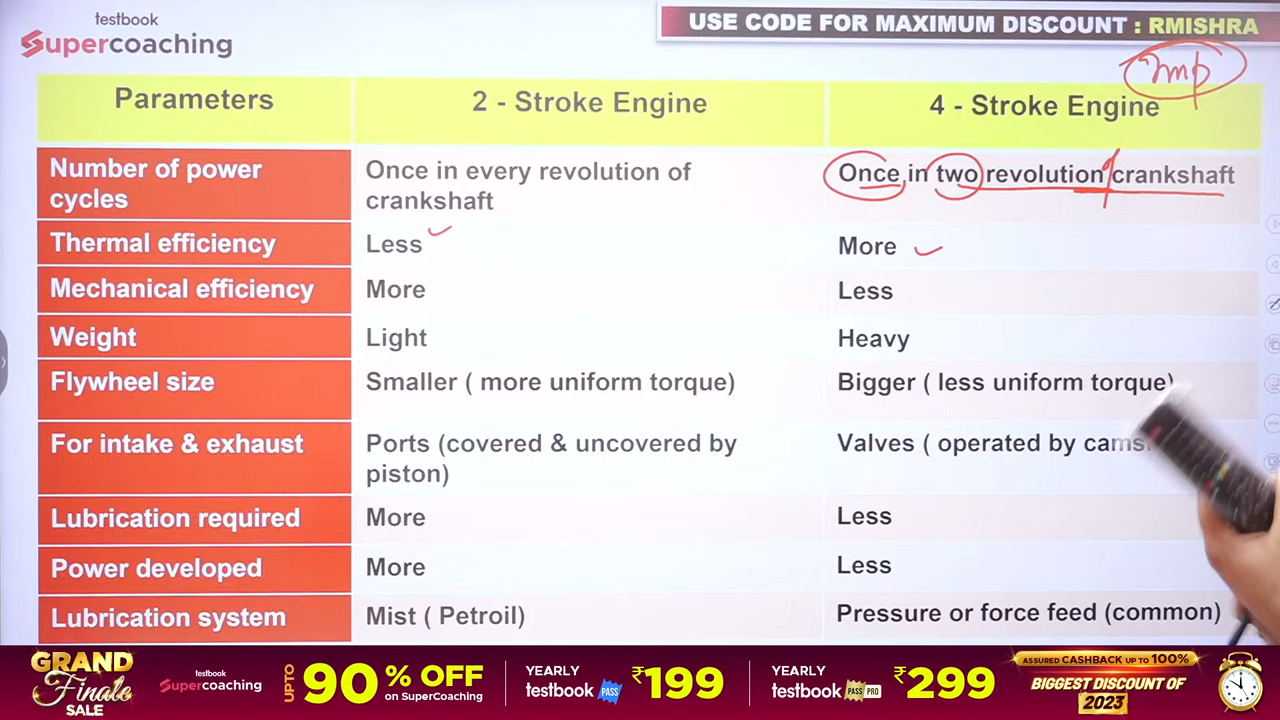 testbook
Supercoaching
USE CODE FOR MAXIMUM DISCOUNT : RMISHRA
Imp
Parameters
2 - Stroke Engine
4 - Stroke Engine
Number of power
cycles
Once in every revolution of
crankshaft
Once in two revolution of crankshaft
Thermal efficiency
Less
More
Mechanical efficiency
More
Less
Weight
Light
Heavy
Flywheel size
Smaller ( more uniform torque)
Bigger ( less uniform torque)
For intake & exhaust
Ports (covered & uncovered by
piston)
Valves ( operated by
Lubrication required
More
Less
Power developed
More
Less
Lubrication system
Mist ( Petroil)
Pressure or force feed (common)
GRAND
Finale
SALE
testbook
Supercoaching
UPTO
90% OFF
on SuperCoaching
YEARLY
testbook PASS
₹199
YEARLY
testbook PASS PRO
₹299
ASSURED CASHBACK UP TO 100%
BIGGEST DISCOUNT OF
2023